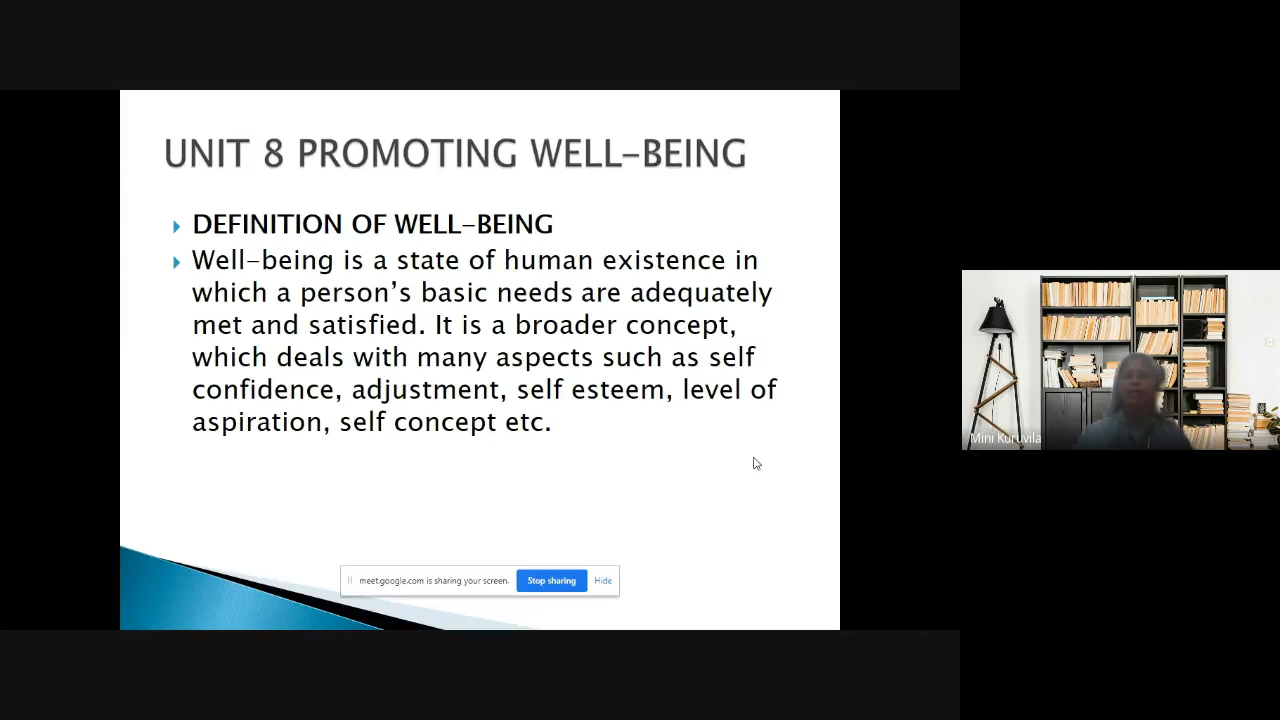 UNIT 8 PROMOTING WELL-BEING
DEFINITION OF WELL-BEING
Well-being is a state of human existence in
which a person's basic needs are adequately
met and satisfied. It is a broader concept,
which deals with many aspects such as self
confidence, adjustment, self esteem, level of
aspiration, self concept etc.
Mini Kuruvila
meet.google.com is sharing your screen.
Stop sharing
Hide